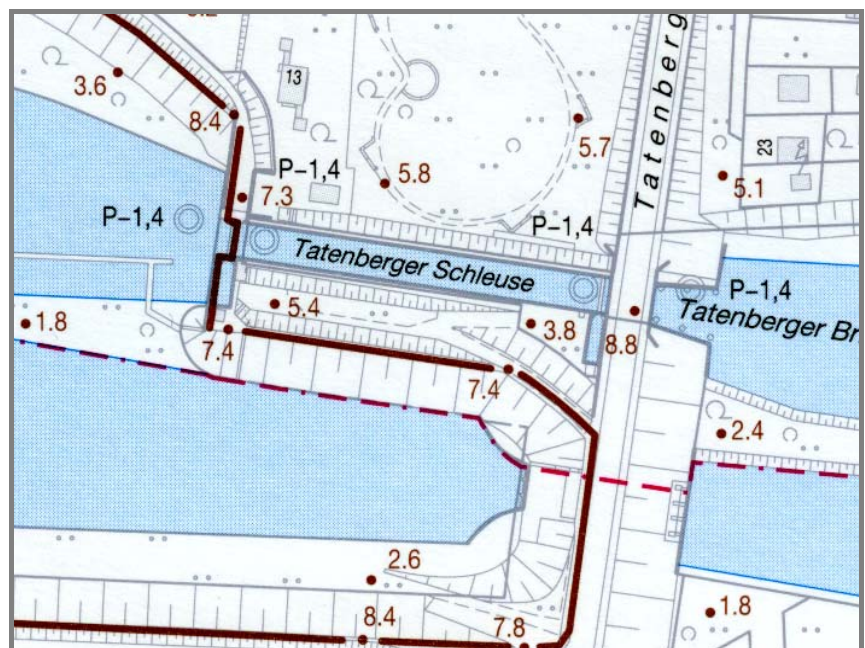 Tatenberg
3.6
13
8.4
5.7
23
P–1,4
5.8
5.1
7.3
P–1,4
P–1,4
Tatenberger Schleuse
P–1,4
5.4
1.8
3.8
Tatenberger Br
7.4
8.8
7.4
2.4
2.6
1.8
8.4
7.8